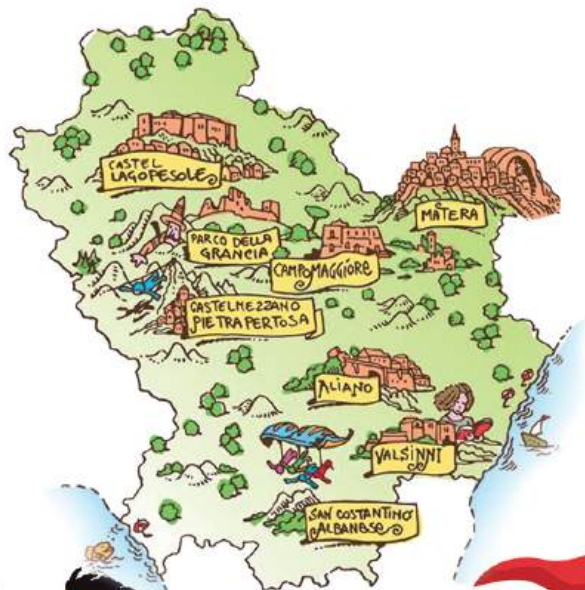 CASTEL
LAGOPESOLE
MATERA
PARCO DELLA
GRANCIA
CAMPOMAGGIORE
CASTELMEZZANO
PIETRAPERTOSA
ALIANO
VALSINNI
SAN COSTANTINO
ALBANESE